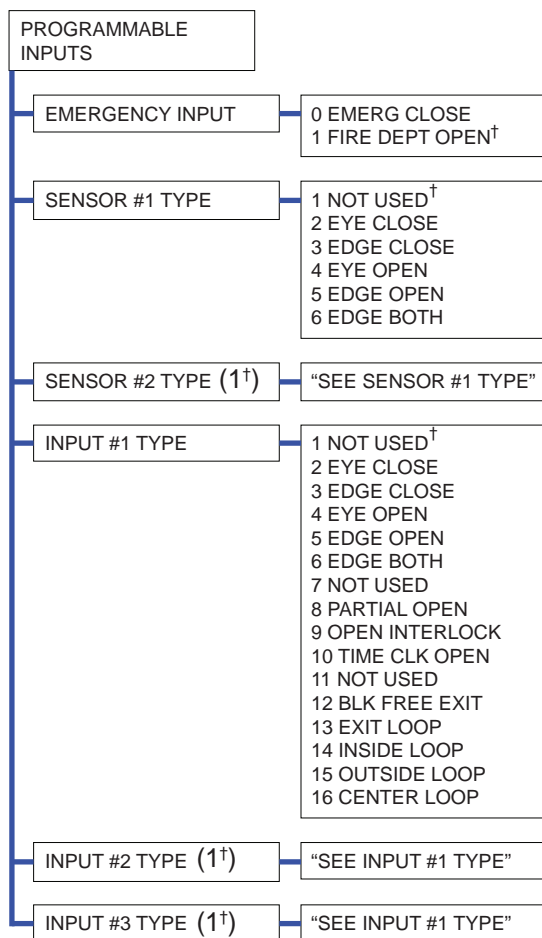 PROGRAMMABLE
INPUTS
EMERGENCY INPUT
0 EMERG CLOSE
1 FIRE DEPT OPEN†
SENSOR #1 TYPE
1 NOT USED†
2 EYE CLOSE
3 EDGE CLOSE
4 EYE OPEN
5 EDGE OPEN
6 EDGE BOTH
SENSOR #2 TYPE (1†)
“SEE SENSOR #1 TYPE”
INPUT #1 TYPE
1 NOT USED†
2 EYE CLOSE
3 EDGE CLOSE
4 EYE OPEN
5 EDGE OPEN
6 EDGE BOTH
7 NOT USED
8 PARTIAL OPEN
9 OPEN INTERLOCK
10 TIME CLK OPEN
11 NOT USED
12 BLK FREE EXIT
13 EXIT LOOP
14 INSIDE LOOP
15 OUTSIDE LOOP
16 CENTER LOOP
INPUT #2 TYPE (1†)
“SEE INPUT #1 TYPE”
INPUT #3 TYPE (1†)
“SEE INPUT #1 TYPE”